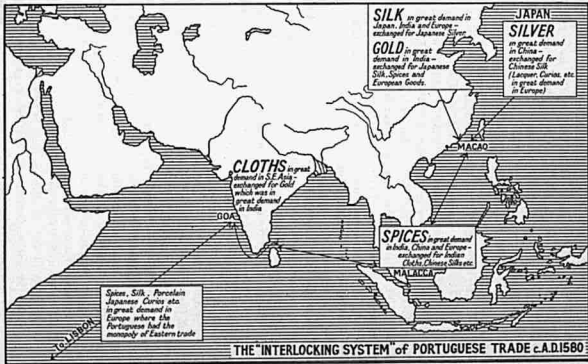 SILK in great demand in
Japan, India and Europe -
exchanged for Japanese Silver.
GOLD in great
demand in India -
exchanged for Japanese
Silk, Spices and
European Goods.
JAPAN
SILVER
in great
demand
in China -
exchanged for
Chinese Silk
(Lacquer, Curios, etc.
in great demand
in Europe)
MACAO
CLOTHS in great
demand in S.E. Asia -
exchanged for Gold
which was in
great demand
in India
GOA
SPICES in great demand
in India, China and Europe -
exchanged for Indian
Cloths, Chinese Silks etc.
MALACCA
Spices, Silk, Porcelain
Japanese Curios etc.
in great demand in
Europe where the
Portuguese had the
monopoly of Eastern trade
To LISBON
THE "INTERLOCKING SYSTEM" of PORTUGUESE TRADE c.A.D.1580